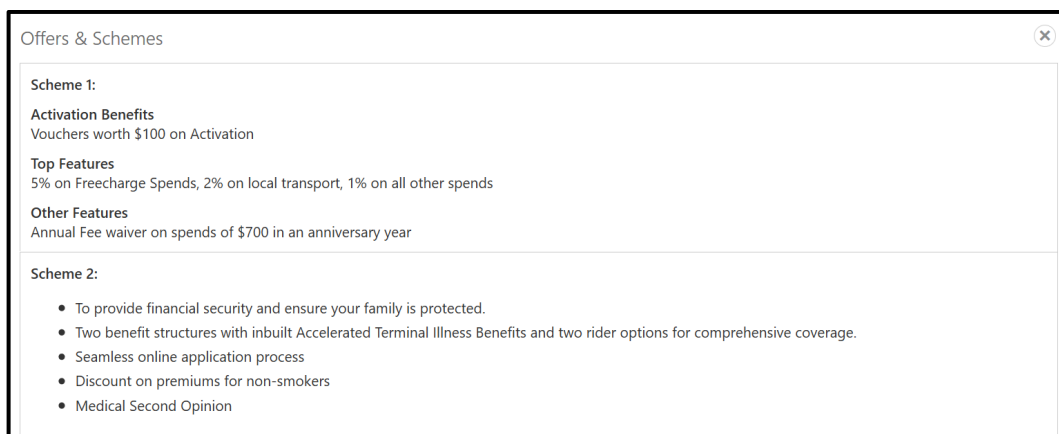 Offers & Schemes
Scheme 1:
Activation Benefits
Vouchers worth $100 on Activation
Top Features
5% on Freecharge Spends, 2% on local transport, 1% on all other spends
Other Features
Annual Fee waiver on spends of $700 in an anniversary year
Scheme 2:
• To provide financial security and ensure your family is protected.
• Two benefit structures with inbuilt Accelerated Terminal Illness Benefits and two rider options for comprehensive coverage.
• Seamless online application process
• Discount on premiums for non-smokers
• Medical Second Opinion